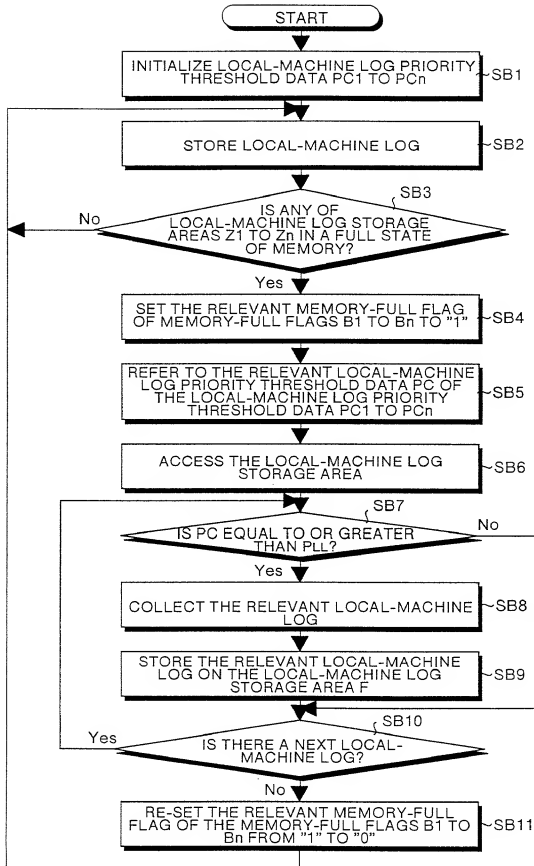 START
INITIALIZE LOCAL-MACHINE LOG PRIORITY
THRESHOLD DATA PC1 TO PCn
SB1
STORE LOCAL-MACHINE LOG
SB2
SB3
IS ANY OF
LOCAL-MACHINE LOG STORAGE
AREAS Z1 TO Zn IN A FULL STATE
OF MEMORY?
No
Yes
SET THE RELEVANT MEMORY-FULL FLAG
OF MEMORY-FULL FLAGS B1 TO Bn TO "1"
SB4
REFER TO THE RELEVANT LOCAL-MACHINE
LOG PRIORITY THRESHOLD DATA PC OF
THE LOCAL-MACHINE LOG PRIORITY
THRESHOLD DATA PC1 TO PCn
SB5
ACCESS THE LOCAL-MACHINE LOG
STORAGE AREA
SB6
SB7
IS PC EQUAL TO OR GREATER
THAN PLL?
No
Yes
COLLECT THE RELEVANT LOCAL-MACHINE
LOG
SB8
STORE THE RELEVANT LOCAL-MACHINE
LOG ON THE LOCAL-MACHINE LOG
STORAGE AREA F
SB9
SB10
Yes
IS THERE A NEXT LOCAL-
MACHINE LOG?
No
RE-SET THE RELEVANT MEMORY-FULL
FLAG OF THE MEMORY-FULL FLAGS B1 TO
Bn FROM "1" TO "0"
SB11